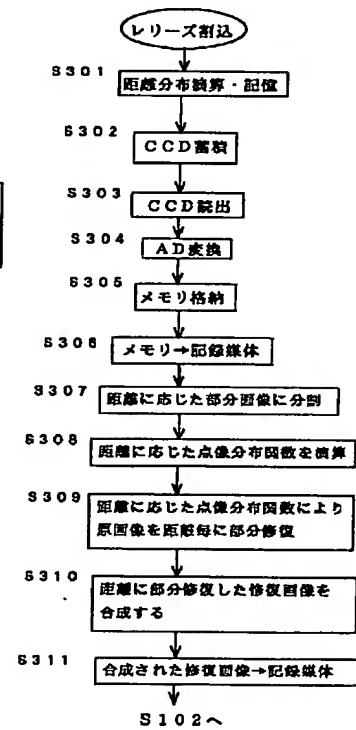 レリーズ割込
S301
距離分布演算・記憶
S302
CCD蓄積
S303
CCD読出
S304
AD変換
S305
メモリ格納
S306
メモリ→記録媒体
S307
距離に応じた部分画像に分割
S308
距離に応じた点像分布関数を演算
S309
距離に応じた点像分布関数により
原画像を距離毎に部分修復
S310
距離に部分修復した修復画像を
合成する
S311
合成された修復画像→記録媒体
S102へ